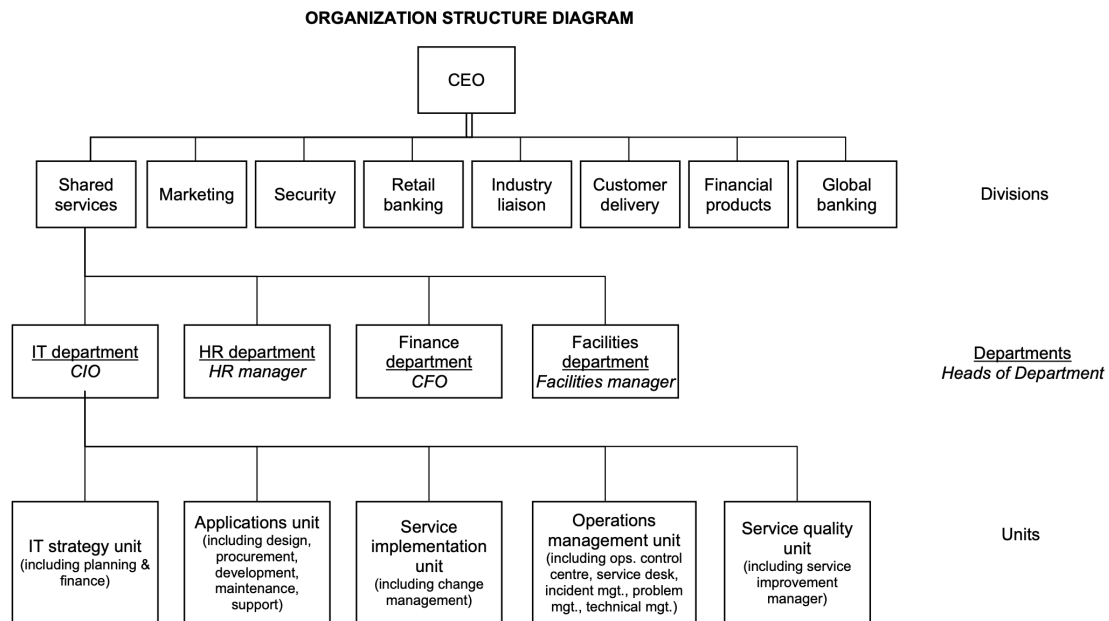 ORGANIZATION STRUCTURE DIAGRAM
CEO
Shared
services
Marketing
Security
Retail
banking
Industry
liaison
Customer
delivery
Financial
products
Global
banking
Divisions
IT department
CIO
HR department
HR manager
Finance
department
CFO
Facilities
department
Facilities manager
Departments
Heads of Department
IT strategy unit
(including planning &
finance)
Applications unit
(including design,
procurement,
development,
maintenance,
support)
Service
implementation
unit
(including change
management)
Operations
management unit
(including ops. control
centre, service desk,
incident mgt., problem
mgt., technical mgt.)
Service quality
unit
(including service
improvement
manager)
Units